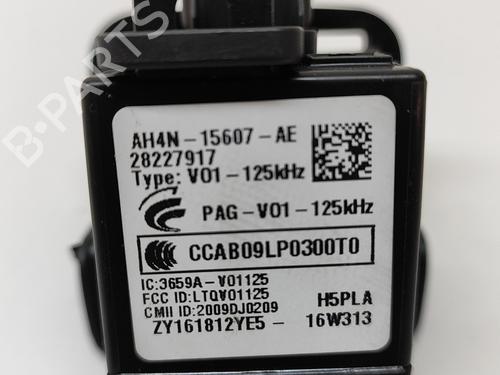 B-PARTS
AH4N-15607-AE
28227917
Type: V01-125kHz
PAG-V01-125kHz
CCAB09LP0300T0
IC:3659A-V01125
FCC ID:LTQV01125
CMII ID:2009DJ0209
H5PLA
ZY161812YE5- 16W313